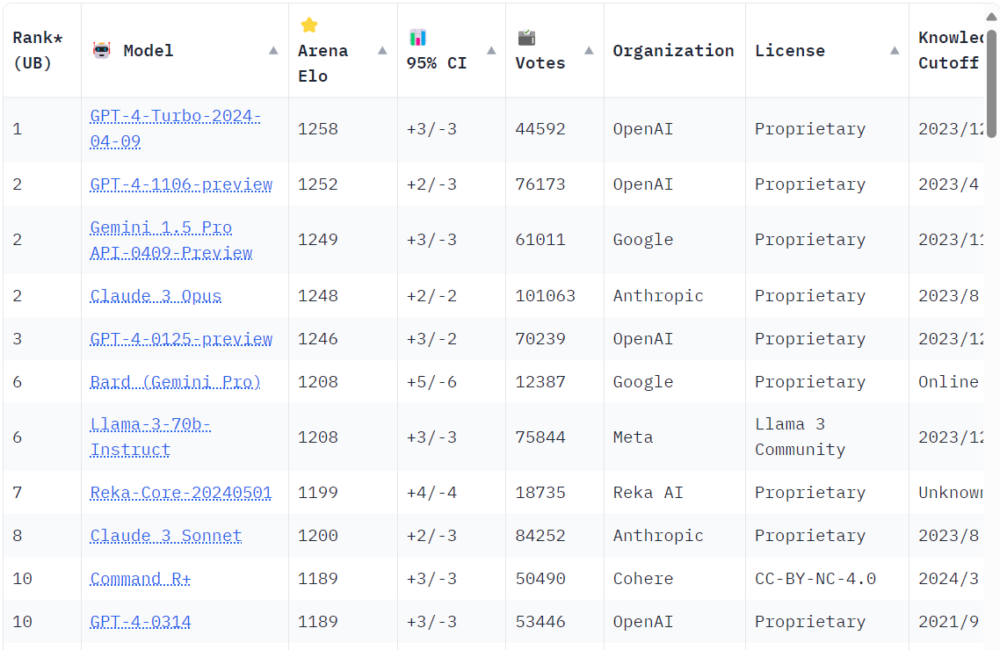 Rank* (UB) Model Arena Elo 95% CI Votes Organization License Knowled Cutoff
1 GPT-4-Turbo-2024-04-09 1258 +3/-3 44592 OpenAI Proprietary 2023/12
2 GPT-4-1106-preview 1252 +2/-3 76173 OpenAI Proprietary 2023/4
2 Gemini 1.5 Pro API-0409-Preview 1249 +3/-3 61011 Google Proprietary 2023/11
2 Claude 3 Opus 1248 +2/-2 101063 Anthropic Proprietary 2023/8
3 GPT-4-0125-preview 1246 +3/-2 70239 OpenAI Proprietary 2023/12
6 Bard (Gemini Pro) 1208 +5/-6 12387 Google Proprietary Online
6 Llama-3-70b-Instruct 1208 +3/-3 75844 Meta Llama 3 Community 2023/12
7 Reka-Core-20240501 1199 +4/-4 18735 Reka AI Proprietary Unknown
8 Claude 3 Sonnet 1200 +2/-3 84252 Anthropic Proprietary 2023/8
10 Command R+ 1189 +3/-3 50490 Cohere CC-BY-NC-4.0 2024/3
10 GPT-4-0314 1189 +3/-3 53446 OpenAI Proprietary 2021/9